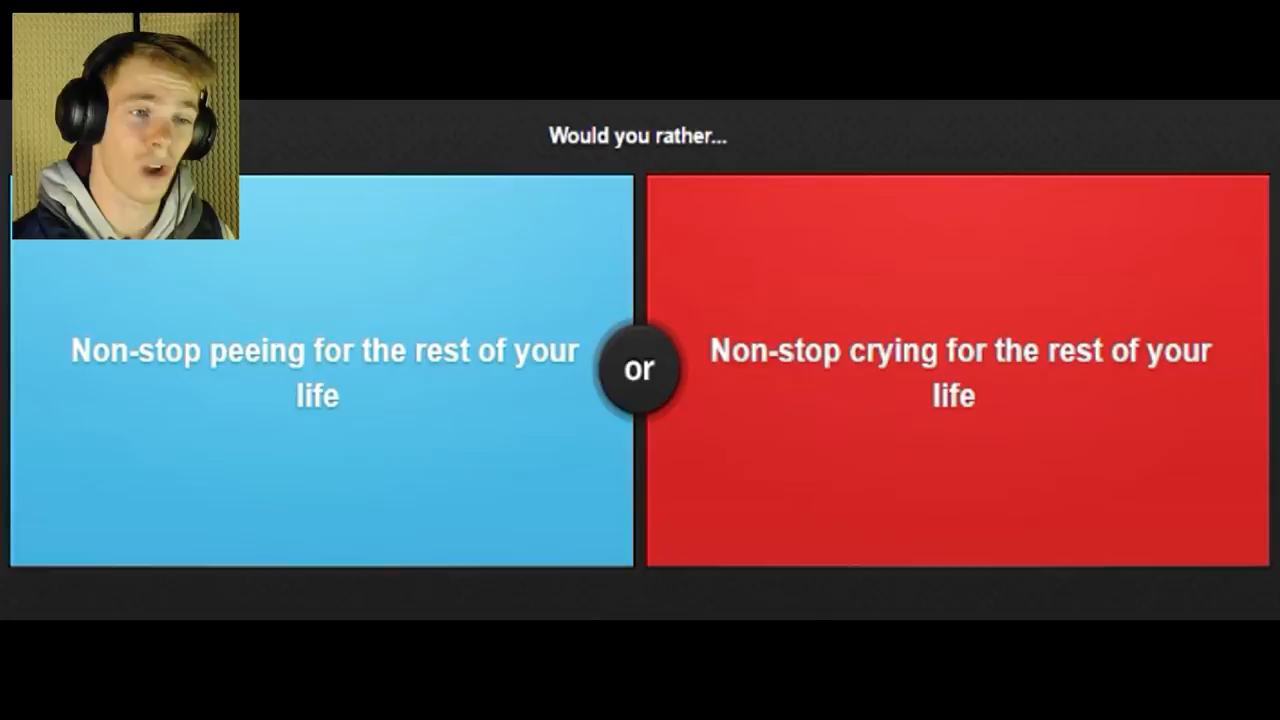 Would you rather...
Non-stop peeing for the rest of your
life
or
Non-stop crying for the rest of your
life